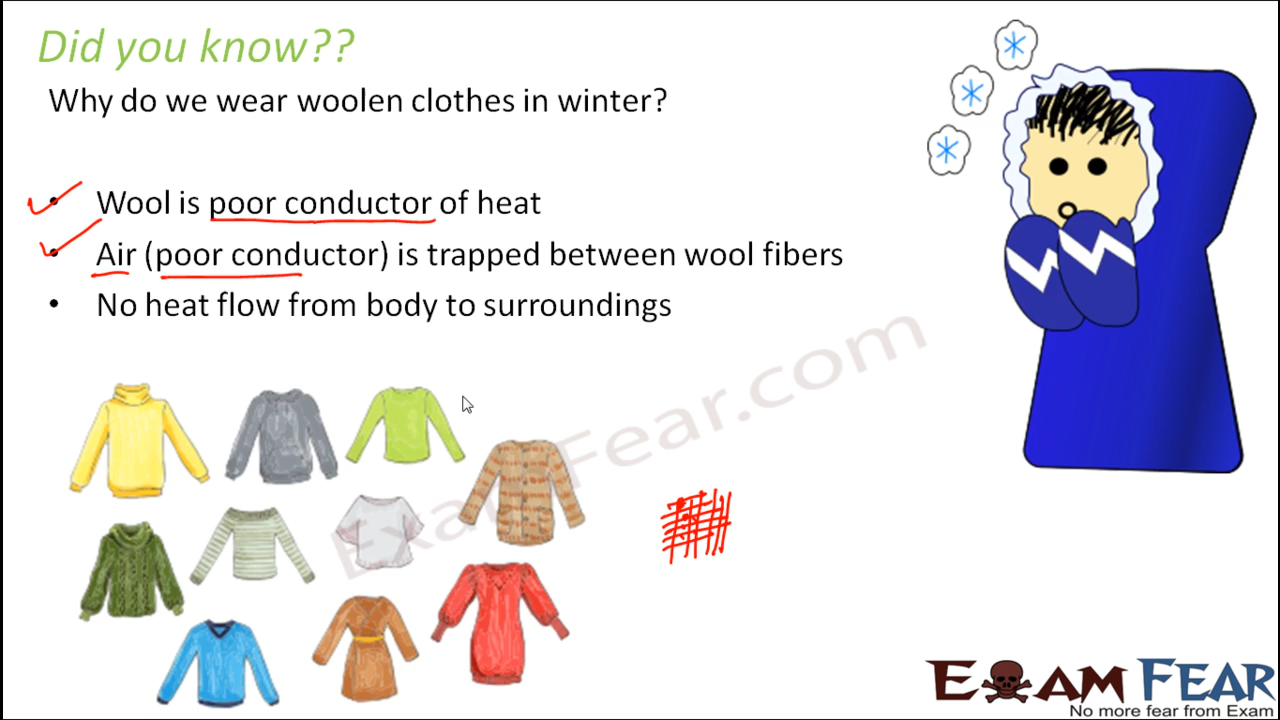 Did you know??
Why do we wear woolen clothes in winter?
• Wool is poor conductor of heat
• Air (poor conductor) is trapped between wool fibers
• No heat flow from body to surroundings
ExamFear.com
EXAM FEAR
No more fear from Exam